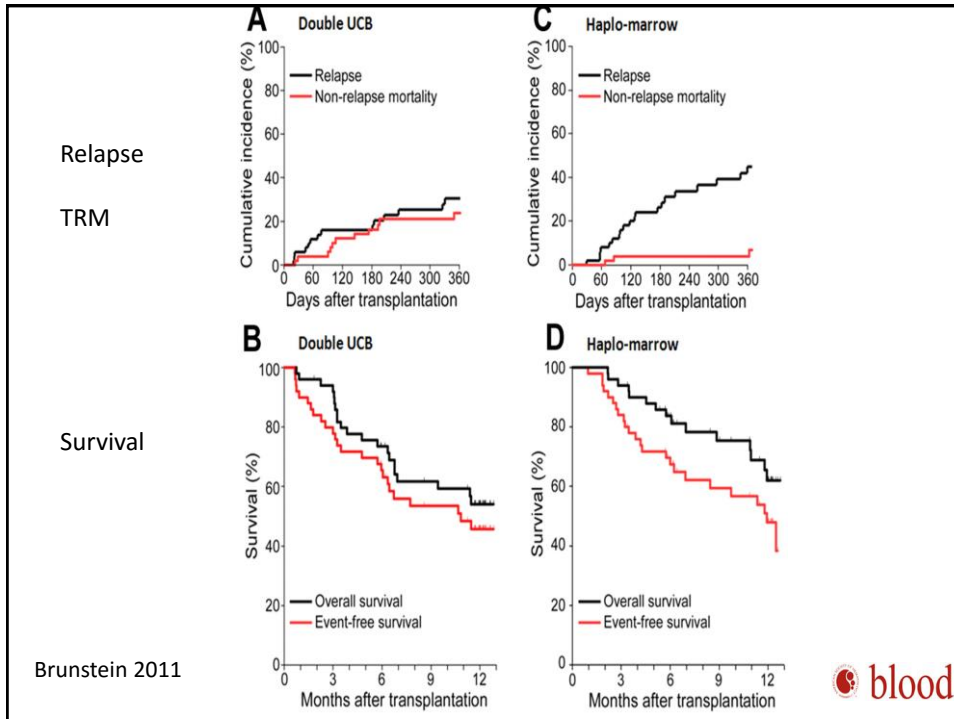 A
Double UCB
Cumulative incidence (%)
100
80
60
40
20
0
Relapse
Non-relapse mortality
0 60 120 180 240 300 360
Days after transplantation
C
Haplo-marrow
Cumulative incidence (%)
100
80
60
40
20
0
Relapse
Non-relapse mortality
0 60 120 180 240 300 360
Days after transplantation
Relapse
TRM
B
Double UCB
Survival (%)
100
80
60
40
20
0
Overall survival
Event-free survival
0 3 6 9 12
Months after transplantation
D
Haplo-marrow
Survival (%)
100
80
60
40
20
0
Overall survival
Event-free survival
0 3 6 9 12
Months after transplantation
Survival
Brunstein 2011
blood